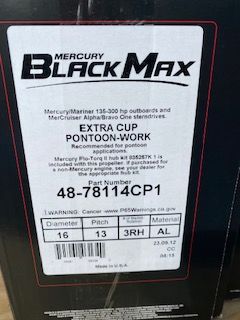 MERCURY
BLACKMAX
Mercury/Mariner 135-300 hp outboards and
MerCruiser Alpha/Bravo One sterndrives.
EXTRA CUP
PONTOON-WORK
Recommended for pontoon
applications.
Mercury Flo-Torq II hub kit 835257K 1 is
included with this propeller. If purchased for
a non-Mercury engine, see your dealer for
the appropriate hub kit.
Part Number
48-78114CP1
WARNING: Cancer -www.P65Warnings.ca.gov
Diameter Pitch Material
16 13 3RH AL
23.09.12
CC
08:15
Made in U.S.A.